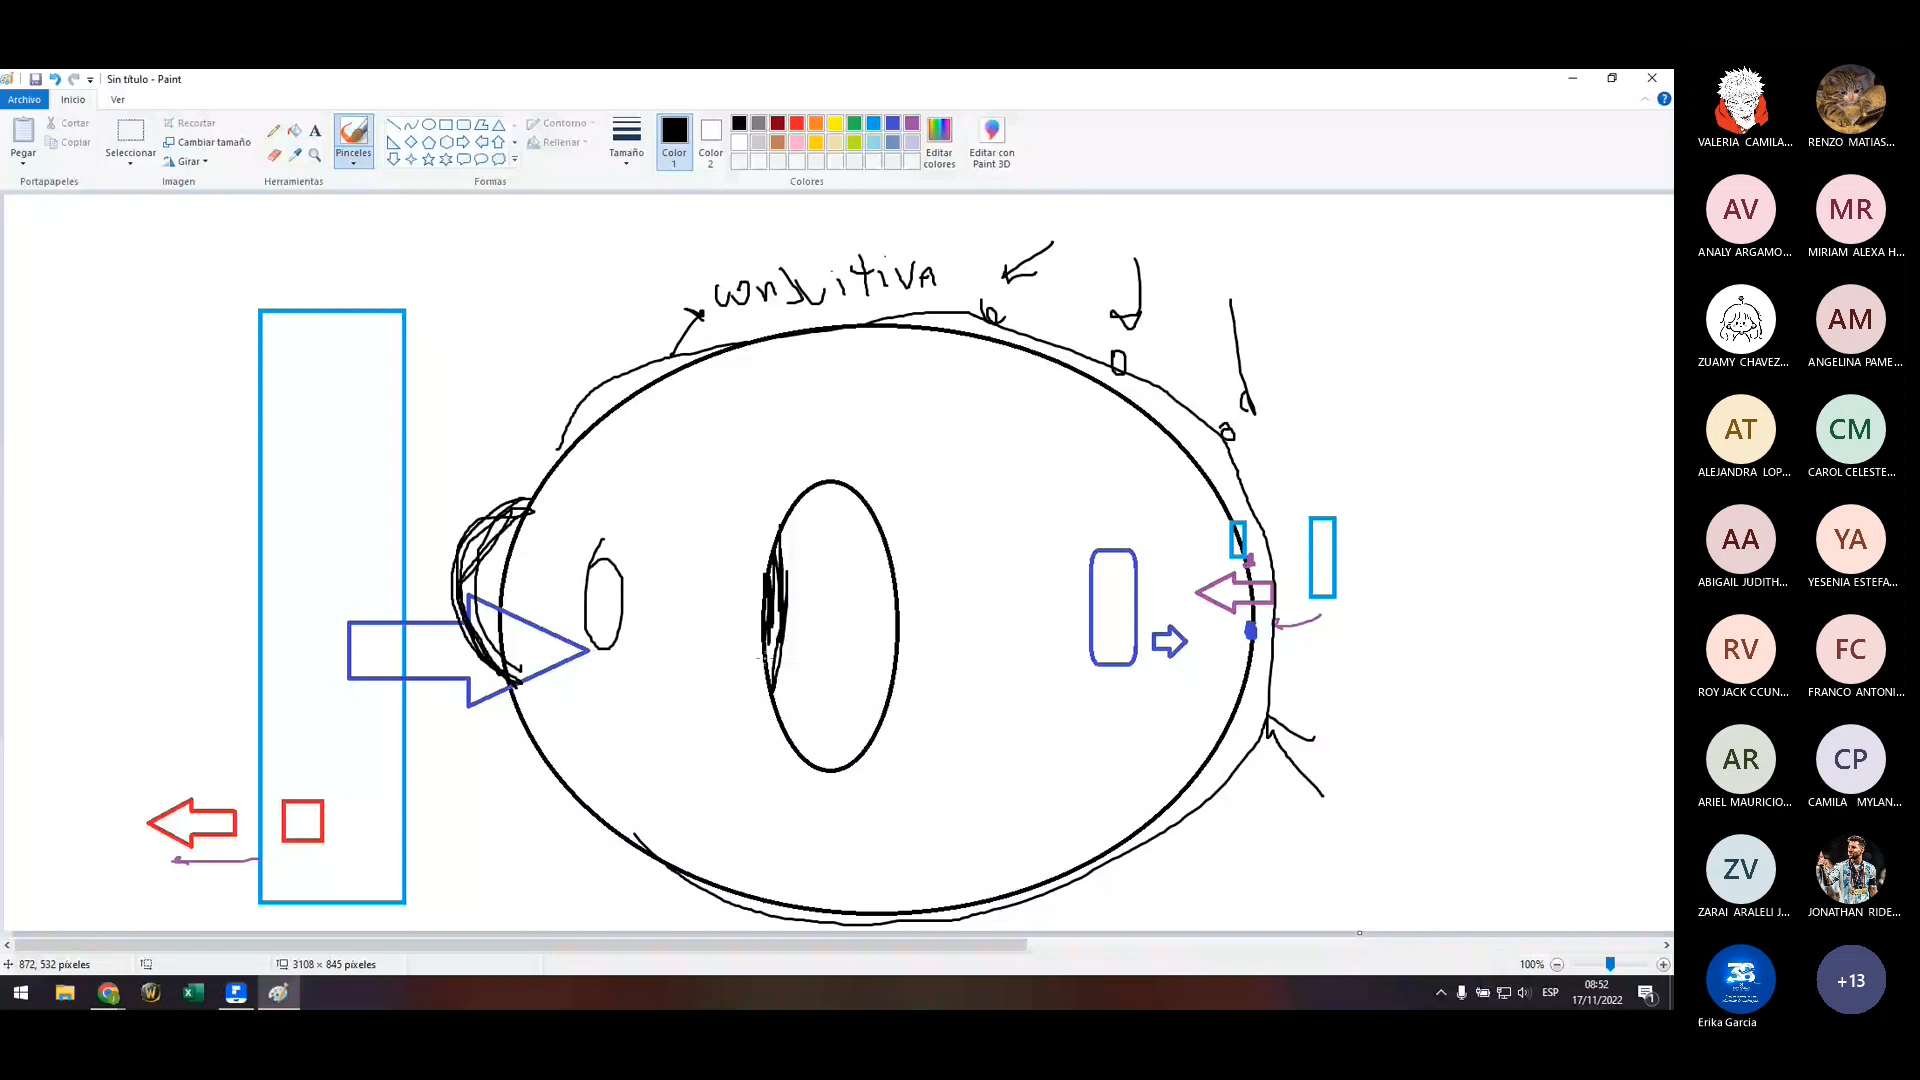 Sin título - Paint
Archivo Inicio Ver
Pegar
Cortar
Copiar
Portapapeles
Seleccionar
Recortar
Cambiar tamaño
Girar
Imagen
A
Herramientas
Pinceles
Contorno
Rellenar
Formas
Tamaño
Color 1
Color 2
Editar colores
Editar con Paint 3D
Colores
VALERIA CAMILA...
RENZO MATIAS...
AV
ANALY ARGAMO...
MR
MIRIAM ALEXA H...
ZUAMY CHAVEZ...
AM
ANGELINA PAME...
AT
ALEJANDRA LOP...
CM
CAROL CELESTE...
AA
ABIGAIL JUDITH...
YA
YESENIA ESTEFA...
RV
ROY JACK CCUN...
FC
FRANCO ANTONI...
AR
ARIEL MAURICIO...
CP
CAMILA MYLAN...
ZV
ZARAI ARALELI J...
JONATHAN RIDE...
Erika Garcia
+13
872, 532 píxeles
3108 × 845 píxeles
100%
ESP
08:52
17/11/2022
1